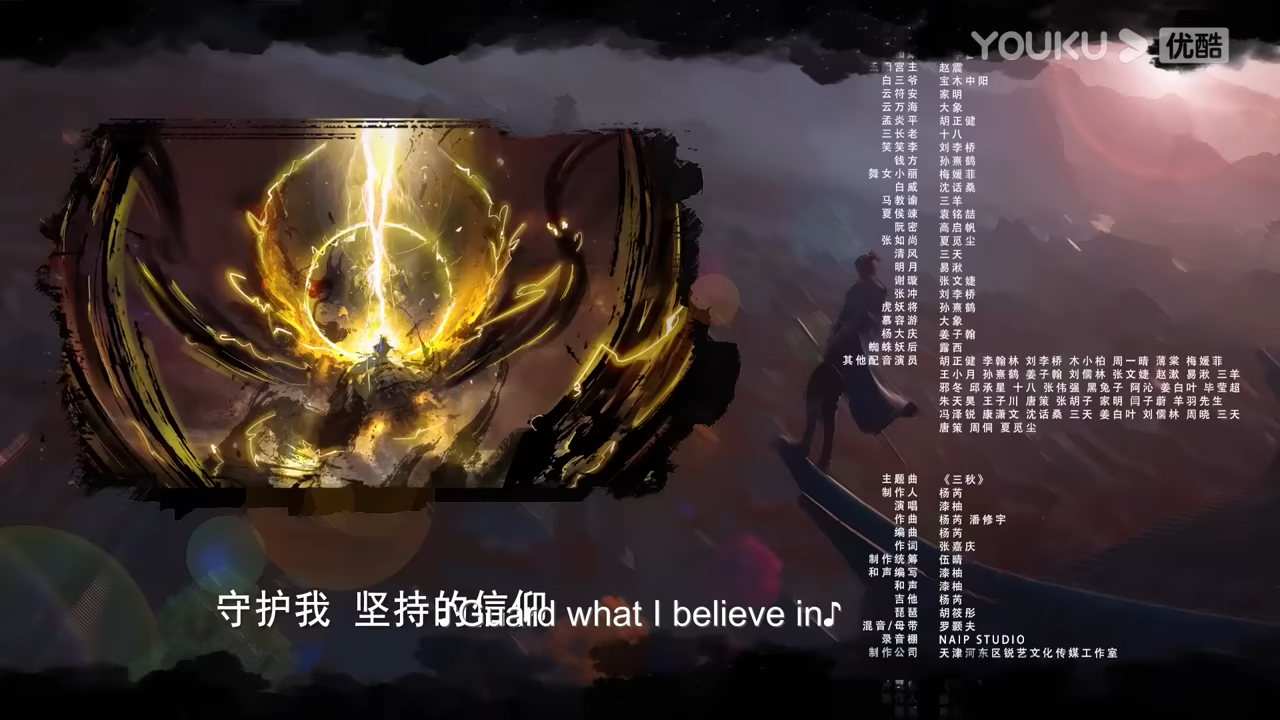 YOUKU 优酷
宫主 赵震
白三爷 宝木中阳
云符安 家明
云万海 大象
孟炎平 胡正健
三长老 十八
笑笑李 刘李桥
钱方 孙熹鹤
舞女小丽 梅媛菲
白威 沈话桑
马教谕 三羊
夏侯竦 袁铭喆
阮密 高启帆
张如尚 夏觅尘
清风 三天
明月 易湫
谢璇 张文婕
张冲 刘李桥
虎妖将 孙熹鹤
慕容游 大象
杨大庆 姜子翰
蜘蛛妖后 露西
其他配音演员 胡正健 李翰林 刘李桥 木小柏 周一晴 薄棠 梅媛菲
王小月 孙熹鹤 姜子翰 刘儒林 张文婕 赵漱 易湫 三羊
邪冬 邱承星 十八 张伟强 黑兔子 阿沁 姜白叶 毕莹超
朱天昊 王子川 唐策 张胡子 家明 闫子蔚 羊羽先生
冯泽锐 康潇文 沈话桑 三天 姜白叶 刘儒林 周晓 三天
唐策 周侗 夏觅尘
主题曲 《三秋》
制作人 杨芮
演唱 漆柚
作曲 杨芮 潘修宇
编曲 杨芮
作词 张嘉庆
制作统筹 伍晴
和声编写 漆柚
和声 漆柚
吉他 杨芮
琵琶 胡筱彤
混音/母带 罗颢夫
录音棚 NAIP STUDIO
制作公司 天津河东区锐艺文化传媒工作室
守护我 坚持的信仰
♪Guard what I believe in♪